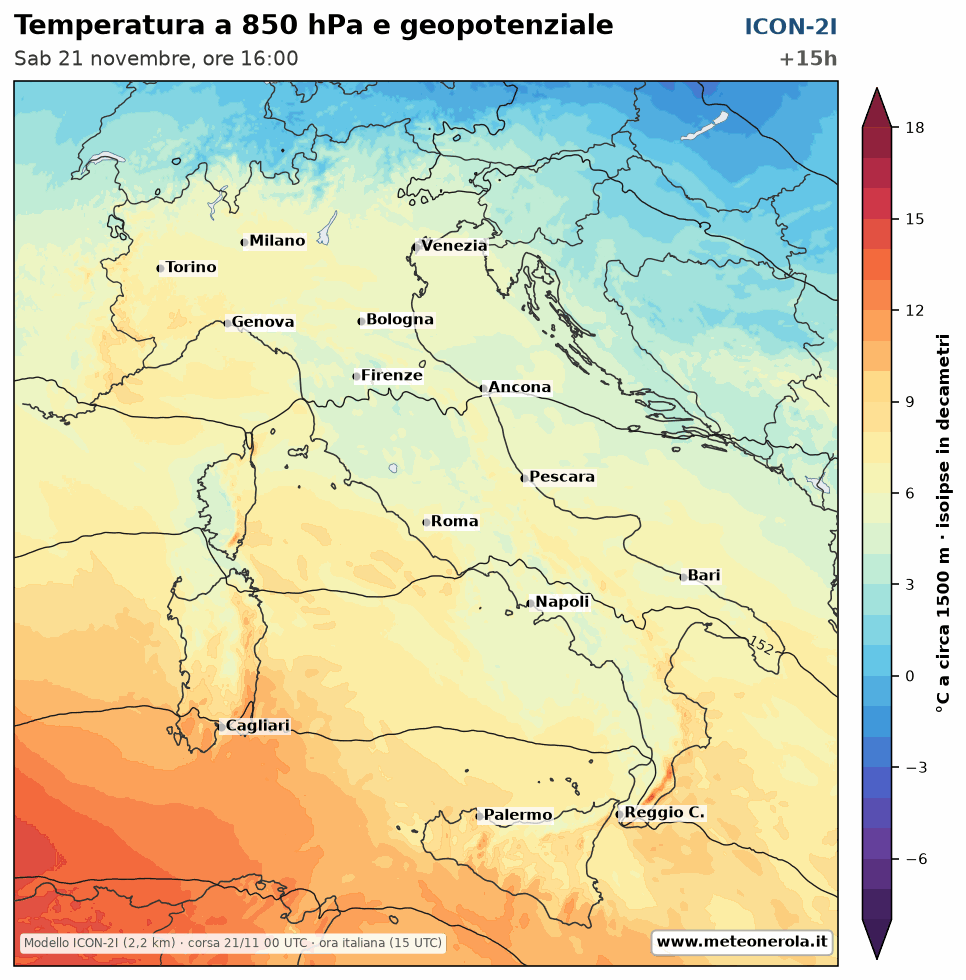 Temperatura a 850 hPa e geopotenziale
ICON-2I
Sab 21 novembre, ore 16:00
+15h
18
15
12
9
6
3
0
−3
−6
°C a circa 1500 m · isoipse in decametri
Milano
Venezia
Torino
Genova
Bologna
Firenze
Ancona
Pescara
Roma
Bari
Napoli
152
Cagliari
Palermo
Reggio C.
Modello ICON-2I (2,2 km) · corsa 21/11 00 UTC · ora italiana (15 UTC)
www.meteonerola.it